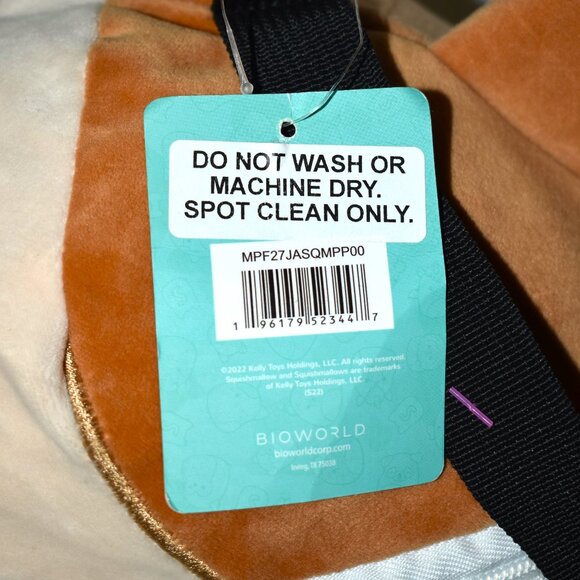 DO NOT WASH OR
MACHINE DRY.
SPOT CLEAN ONLY.
MPF27JASQMPP00
1 96179 52344 7
©2022 Kelly Toys Holdings, LLC. All rights reserved.
Squishmallow and Squishmallows are trademarks
of Kelly Toys Holdings, LLC.
(S22)
BIOWORLD
bioworldcorp.com
Irving, TX 75038